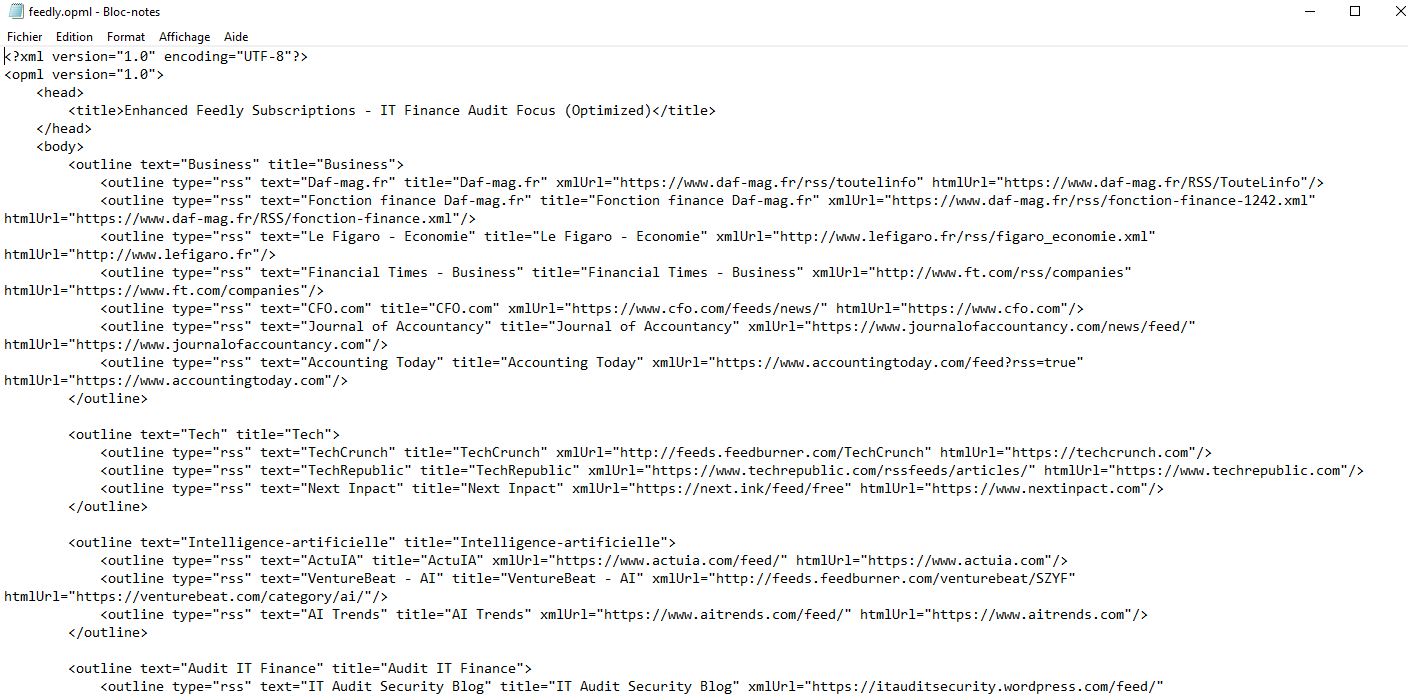 feedly.opml - Bloc-notes
Fichier Edition Format Affichage Aide
<?xml version="1.0" encoding="UTF-8"?>
<opml version="1.0">
    <head>
        <title>Enhanced Feedly Subscriptions - IT Finance Audit Focus (Optimized)</title>
    </head>
    <body>
        <outline text="Business" title="Business">
            <outline type="rss" text="Daf-mag.fr" title="Daf-mag.fr" xmlUrl="https://www.daf-mag.fr/rss/toutelinfo" htmlUrl="https://www.daf-mag.fr/RSS/TouteLinfo"/>
            <outline type="rss" text="Fonction finance Daf-mag.fr" title="Fonction finance Daf-mag.fr" xmlUrl="https://www.daf-mag.fr/rss/fonction-finance-1242.xml"
htmlUrl="https://www.daf-mag.fr/RSS/fonction-finance.xml"/>
            <outline type="rss" text="Le Figaro - Economie" title="Le Figaro - Economie" xmlUrl="http://www.lefigaro.fr/rss/figaro_economie.xml"
htmlUrl="http://www.lefigaro.fr"/>
            <outline type="rss" text="Financial Times - Business" title="Financial Times - Business" xmlUrl="http://www.ft.com/rss/companies"
htmlUrl="https://www.ft.com/companies"/>
            <outline type="rss" text="CFO.com" title="CFO.com" xmlUrl="https://www.cfo.com/feeds/news/" htmlUrl="https://www.cfo.com"/>
            <outline type="rss" text="Journal of Accountancy" title="Journal of Accountancy" xmlUrl="https://www.journalofaccountancy.com/news/feed/"
htmlUrl="https://www.journalofaccountancy.com"/>
            <outline type="rss" text="Accounting Today" title="Accounting Today" xmlUrl="https://www.accountingtoday.com/feed?rss=true"
htmlUrl="https://www.accountingtoday.com"/>
        </outline>

        <outline text="Tech" title="Tech">
            <outline type="rss" text="TechCrunch" title="TechCrunch" xmlUrl="http://feeds.feedburner.com/TechCrunch" htmlUrl="https://techcrunch.com"/>
            <outline type="rss" text="TechRepublic" title="TechRepublic" xmlUrl="https://www.techrepublic.com/rssfeeds/articles/" htmlUrl="https://www.techrepublic.com"/>
            <outline type="rss" text="Next Inpact" title="Next Inpact" xmlUrl="https://next.ink/feed/free" htmlUrl="https://www.nextinpact.com"/>
        </outline>

        <outline text="Intelligence-artificielle" title="Intelligence-artificielle">
            <outline type="rss" text="ActuIA" title="ActuIA" xmlUrl="https://www.actuia.com/feed/" htmlUrl="https://www.actuia.com"/>
            <outline type="rss" text="VentureBeat - AI" title="VentureBeat - AI" xmlUrl="http://feeds.feedburner.com/venturebeat/SZYF"
htmlUrl="https://venturebeat.com/category/ai/"/>
            <outline type="rss" text="AI Trends" title="AI Trends" xmlUrl="https://www.aitrends.com/feed/" htmlUrl="https://www.aitrends.com"/>
        </outline>

        <outline text="Audit IT Finance" title="Audit IT Finance">
            <outline type="rss" text="IT Audit Security Blog" title="IT Audit Security Blog" xmlUrl="https://itauditsecurity.wordpress.com/feed/"